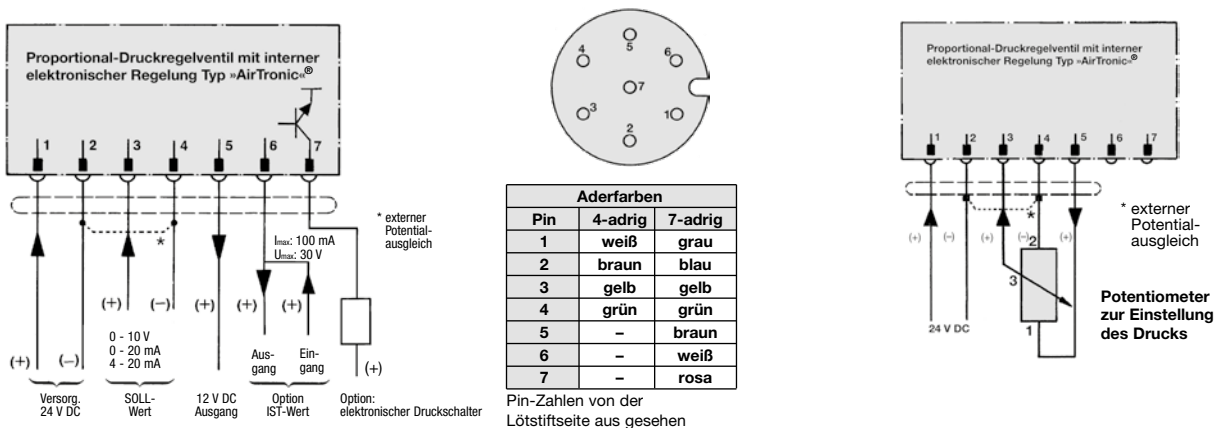 Proportional-Druckregelventil mit interner
elektronischer Regelung Typ »AirTronic«®
1 2 3 4 5 6 7
* externer
Potential-
ausgleich
*
Imax: 100 mA
Umax: 30 V
(+) (−) (+) (+) (+)
0 - 10 V
0 - 20 mA
4 - 20 mA
Aus-
gang
Ein-
gang
(+) (−) (+)
Versorg.
24 V DC
SOLL-
Wert
12 V DC
Ausgang
Option
IST-Wert
Option:
elektronischer Druckschalter
5
4 6
7
3 1
2
Aderfarben
Pin 4-adrig 7-adrig
1 weiß grau
2 braun blau
3 gelb gelb
4 grün grün
5 – braun
6 – weiß
7 – rosa
Pin-Zahlen von der
Lötstiftseite aus gesehen
Proportional-Druckregelventil mit interner
elektronischer Regelung Typ »AirTronic«®
1 2 3 4 5 6 7
*
* externer
Potential-
ausgleich
(+) (−) (+) (−) (+)
2
3
1
24 V DC
Potentiometer
zur Einstellung
des Drucks